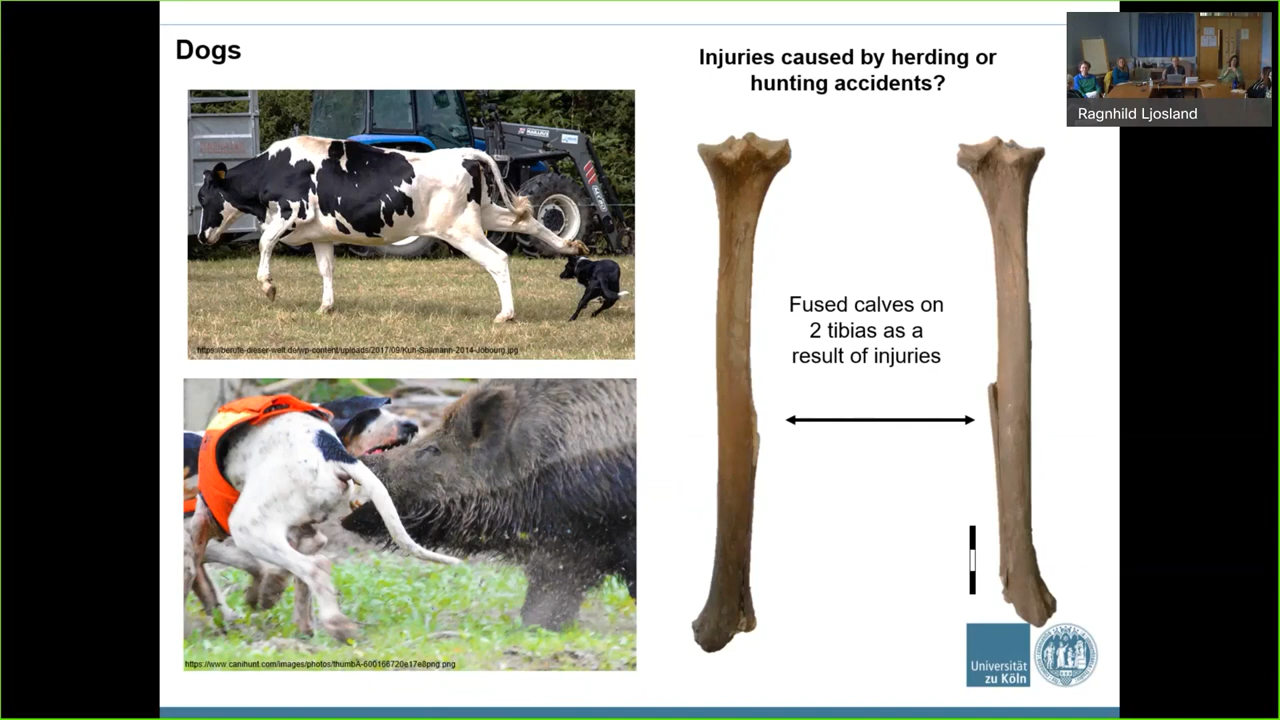 Dogs
Injuries caused by herding or
hunting accidents?
Ragnhild Ljosland
https://berufe-dieser-welt.de/wp-content/uploads/2017/09/Kuh-Sallmann-2014-Jobourg.jpg
Fused calves on
2 tibias as a
result of injuries
https://www.canihunt.com/images/photos/thumbA-600166720e17e8png.png
Universität
zu Köln